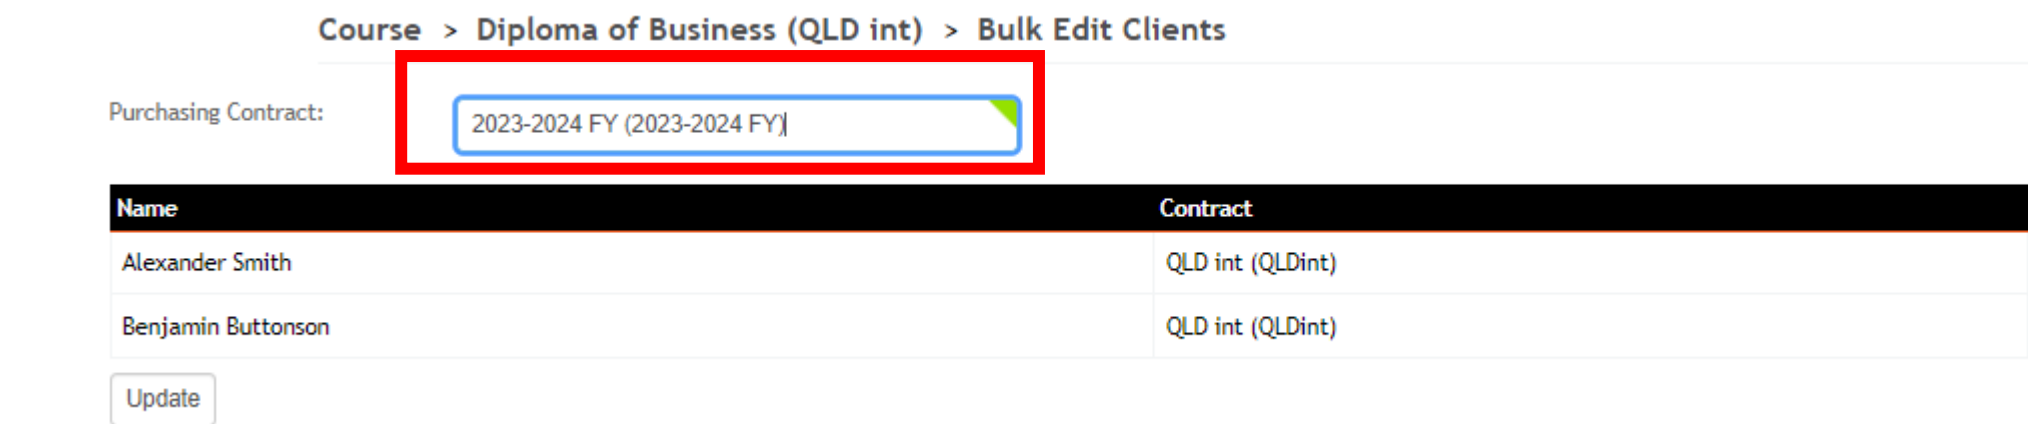 Course > Diploma of Business (QLD int) > Bulk Edit Clients
Purchasing Contract: 2023-2024 FY (2023-2024 FY)
Name Contract
Alexander Smith QLD int (QLDint)
Benjamin Buttonson QLD int (QLDint)
Update